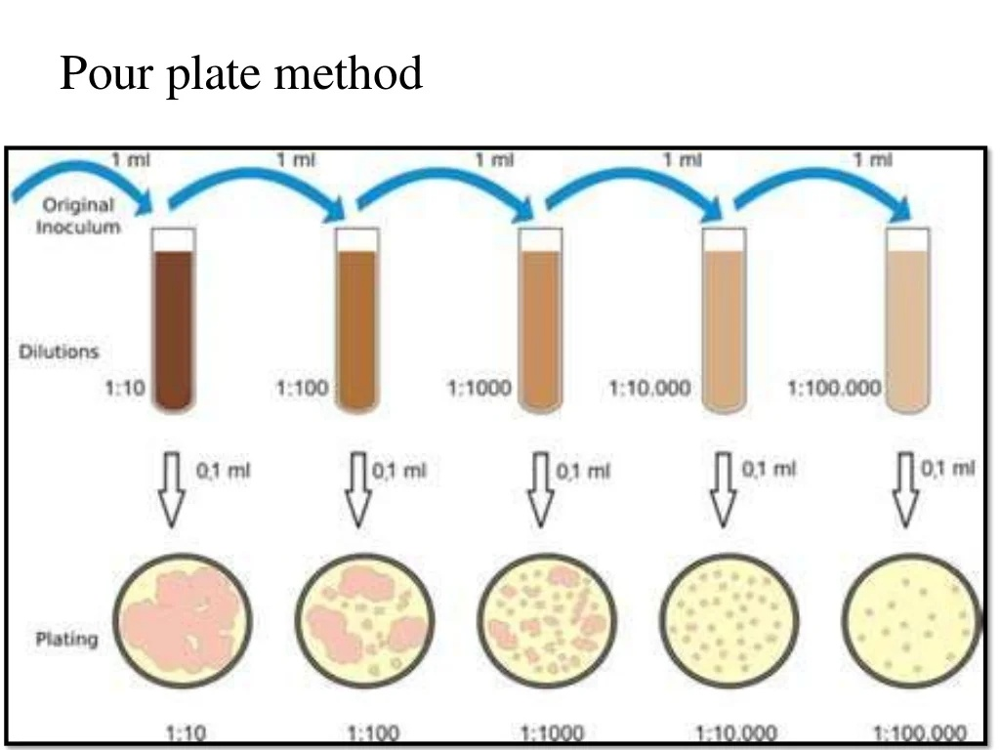 Pour plate method
1 ml 1 ml 1 ml 1 ml 1 ml
Original
Inoculum
Dilutions
1:10 1:100 1:1000 1:10.000 1:100.000
0,1 ml 0,1 ml 0,1 ml 0,1 ml 0,1 ml
Plating
1:10 1:100 1:1000 1:10.000 1:100.000